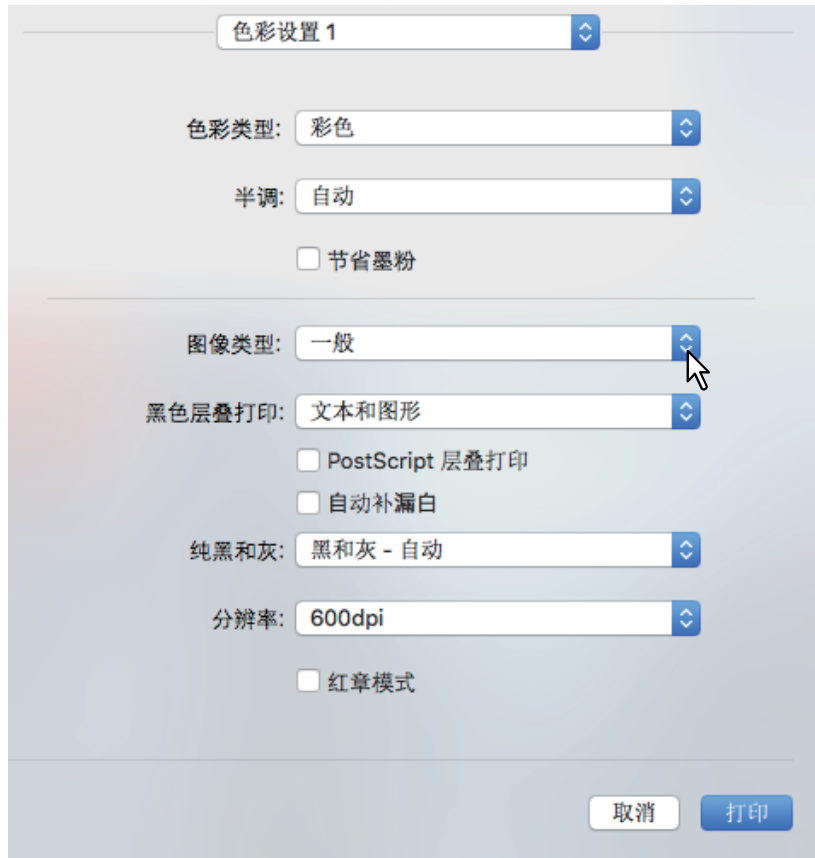 色彩设置 1
色彩类型: 彩色
半调: 自动
节省墨粉
图像类型: 一般
黑色层叠打印: 文本和图形
PostScript 层叠打印
自动补漏白
纯黑和灰: 黑和灰 - 自动
分辨率: 600dpi
红章模式
取消 打印